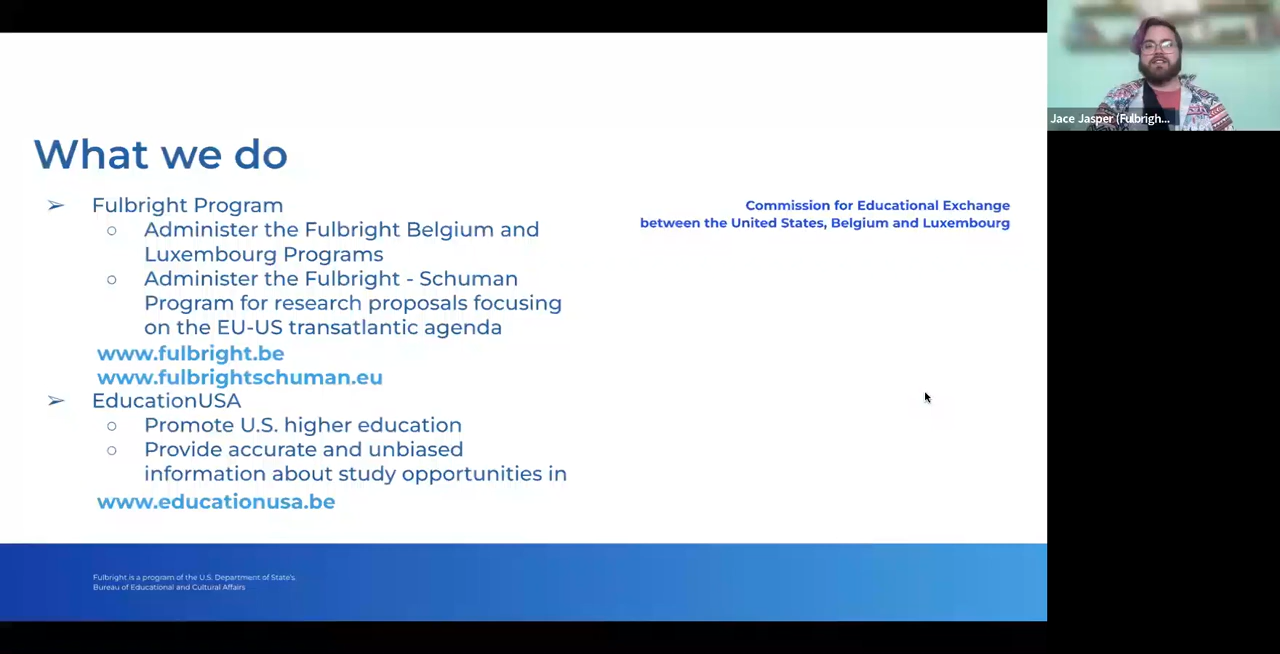 What we do
➢ Fulbright Program
○ Administer the Fulbright Belgium and
Luxembourg Programs
○ Administer the Fulbright - Schuman
Program for research proposals focusing
on the EU-US transatlantic agenda
www.fulbright.be
www.fulbrightschuman.eu
➢ EducationUSA
○ Promote U.S. higher education
○ Provide accurate and unbiased
information about study opportunities in
www.educationusa.be
Commission for Educational Exchange
between the United States, Belgium and Luxembourg
Fulbright is a program of the U.S. Department of State's
Bureau of Educational and Cultural Affairs
Jace Jasper (Fulbrigh...